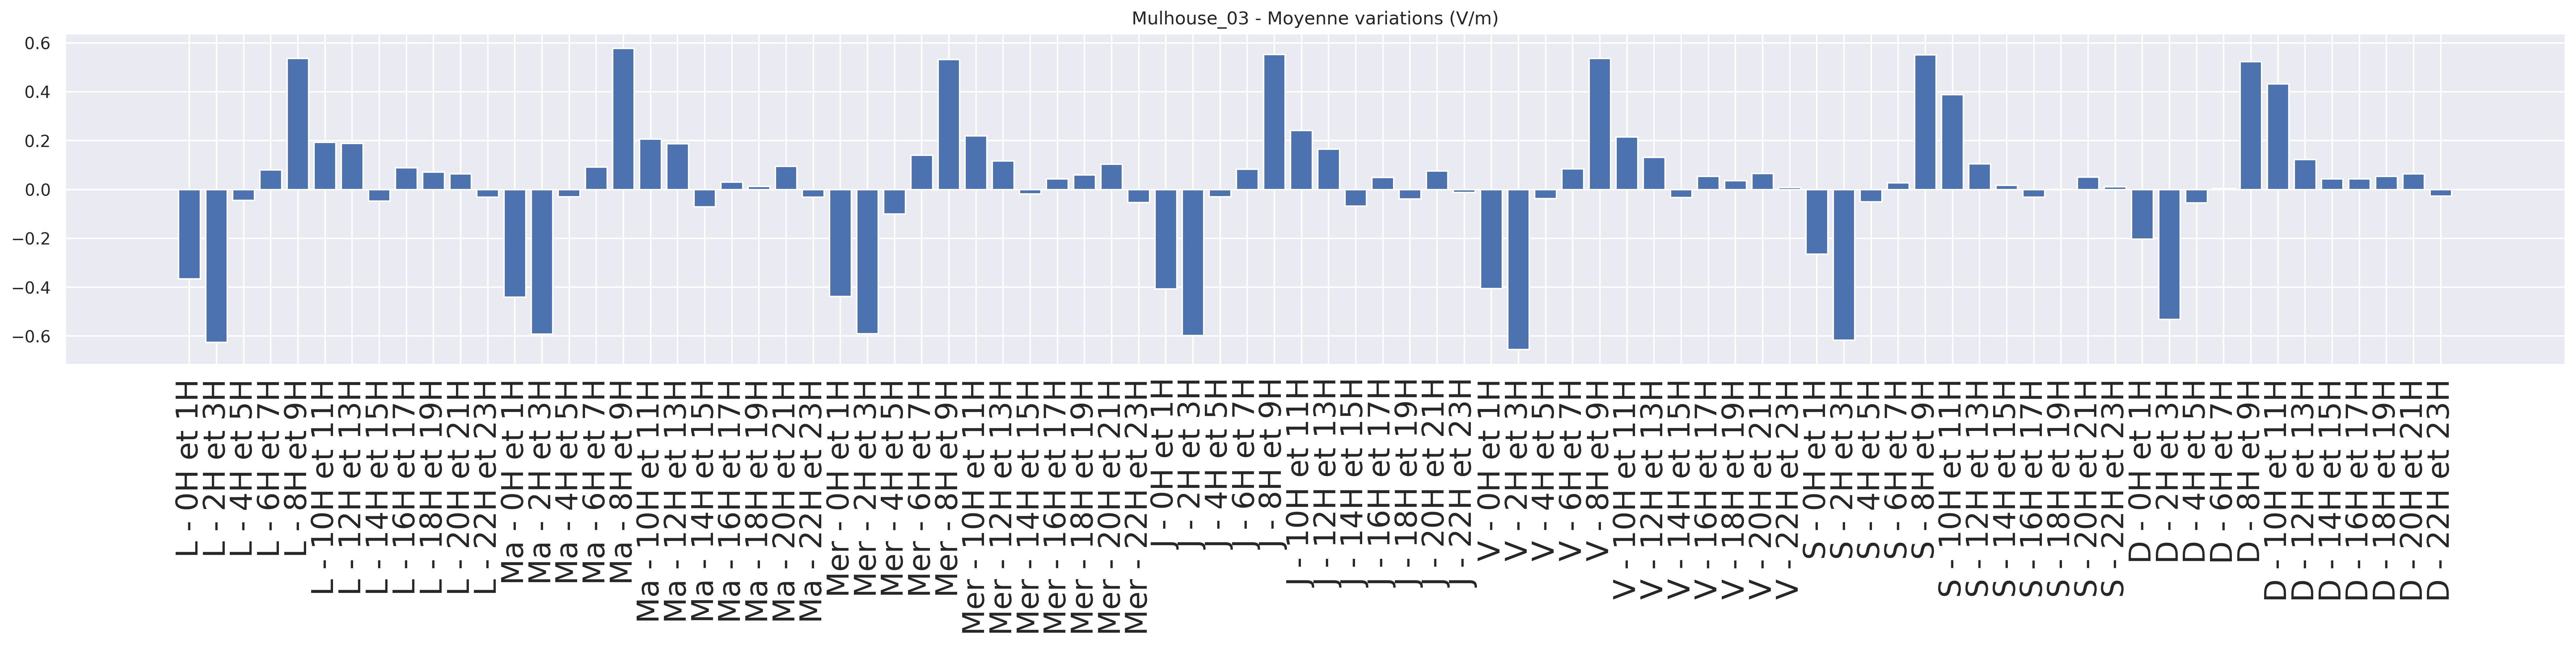 Mulhouse_03 - Moyenne variations (V/m)
0.6
0.4
0.2
0.0
−0.2
−0.4
−0.6
L - 0H et 1H
L - 2H et 3H
L - 4H et 5H
L - 6H et 7H
L - 8H et 9H
L - 10H et 11H
L - 12H et 13H
L - 14H et 15H
L - 16H et 17H
L - 18H et 19H
L - 20H et 21H
L - 22H et 23H
Ma - 0H et 1H
Ma - 2H et 3H
Ma - 4H et 5H
Ma - 6H et 7H
Ma - 8H et 9H
Ma - 10H et 11H
Ma - 12H et 13H
Ma - 14H et 15H
Ma - 16H et 17H
Ma - 18H et 19H
Ma - 20H et 21H
Ma - 22H et 23H
Mer - 0H et 1H
Mer - 2H et 3H
Mer - 4H et 5H
Mer - 6H et 7H
Mer - 8H et 9H
Mer - 10H et 11H
Mer - 12H et 13H
Mer - 14H et 15H
Mer - 16H et 17H
Mer - 18H et 19H
Mer - 20H et 21H
Mer - 22H et 23H
J - 0H et 1H
J - 2H et 3H
J - 4H et 5H
J - 6H et 7H
J - 8H et 9H
J - 10H et 11H
J - 12H et 13H
J - 14H et 15H
J - 16H et 17H
J - 18H et 19H
J - 20H et 21H
J - 22H et 23H
V - 0H et 1H
V - 2H et 3H
V - 4H et 5H
V - 6H et 7H
V - 8H et 9H
V - 10H et 11H
V - 12H et 13H
V - 14H et 15H
V - 16H et 17H
V - 18H et 19H
V - 20H et 21H
V - 22H et 23H
S - 0H et 1H
S - 2H et 3H
S - 4H et 5H
S - 6H et 7H
S - 8H et 9H
S - 10H et 11H
S - 12H et 13H
S - 14H et 15H
S - 16H et 17H
S - 18H et 19H
S - 20H et 21H
S - 22H et 23H
D - 0H et 1H
D - 2H et 3H
D - 4H et 5H
D - 6H et 7H
D - 8H et 9H
D - 10H et 11H
D - 12H et 13H
D - 14H et 15H
D - 16H et 17H
D - 18H et 19H
D - 20H et 21H
D - 22H et 23H